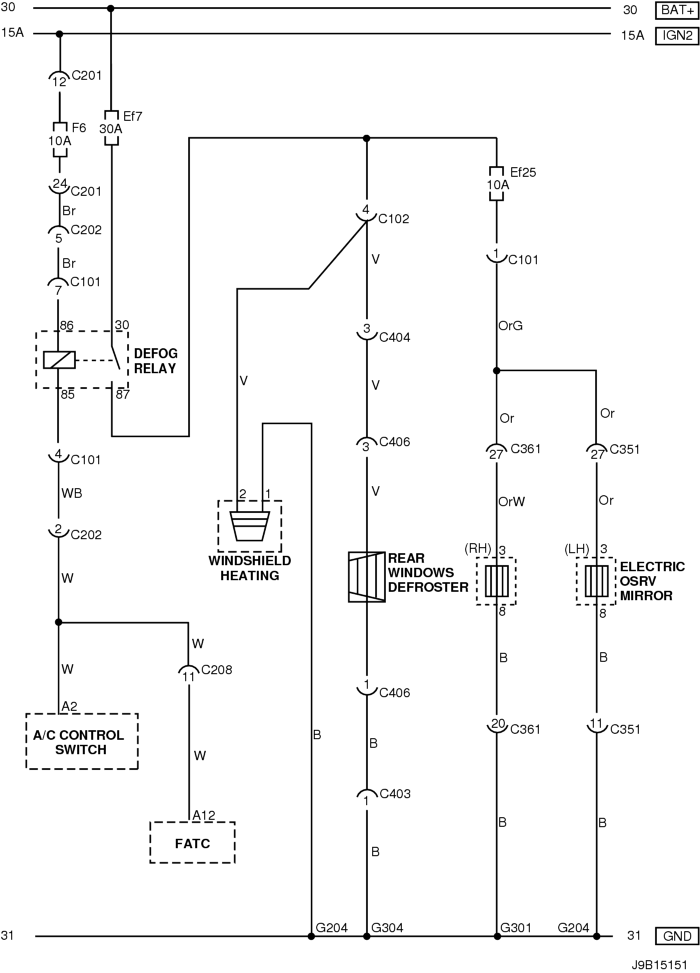 30
30
BAT+
15A
15A
IGN2
12
C201
F6
10A
Ef7
30A
24
C201
Br
5
C202
Br
C101
7
86
30
DEFOG
RELAY
85
87
4
C101
WB
2
C202
W
W
W
11
C208
W
A2
A/C CONTROL
SWITCH
A12
FATC
4
C102
V
V
3
C404
V
3
C406
V
2
1
WINDSHIELD
HEATING
REAR
WINDOWS
DEFROSTER
1
C406
B
B
C403
1
B
Ef25
10A
1
C101
OrG
Or
Or
27
C361
27
C351
OrW
Or
(RH)
3
(LH)
3
ELECTRIC
OSRV
MIRROR
8
8
B
B
20
C361
11
C351
B
B
31
G204
G304
G301
G204
31
GND
J9B15151